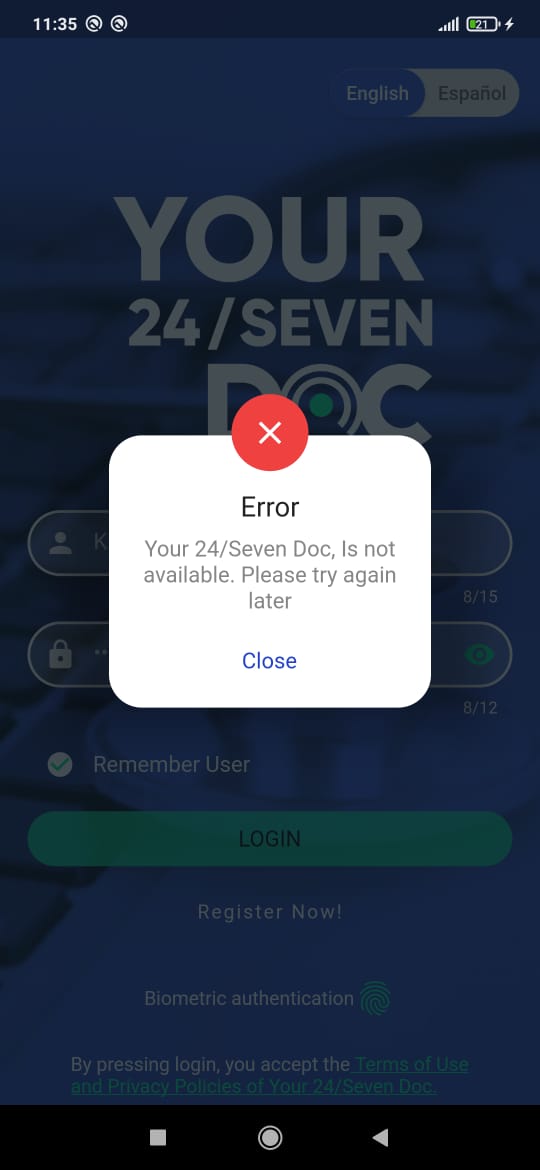 11:35
21
English Español
YOUR
24/SEVEN
DOC
Error
Your 24/Seven Doc, Is not
available. Please try again
later
Close
K
8/15
••
8/12
Remember User
LOGIN
Register Now!
Biometric authentication
By pressing login, you accept the Terms of Use
and Privacy Policies of Your 24/Seven Doc.